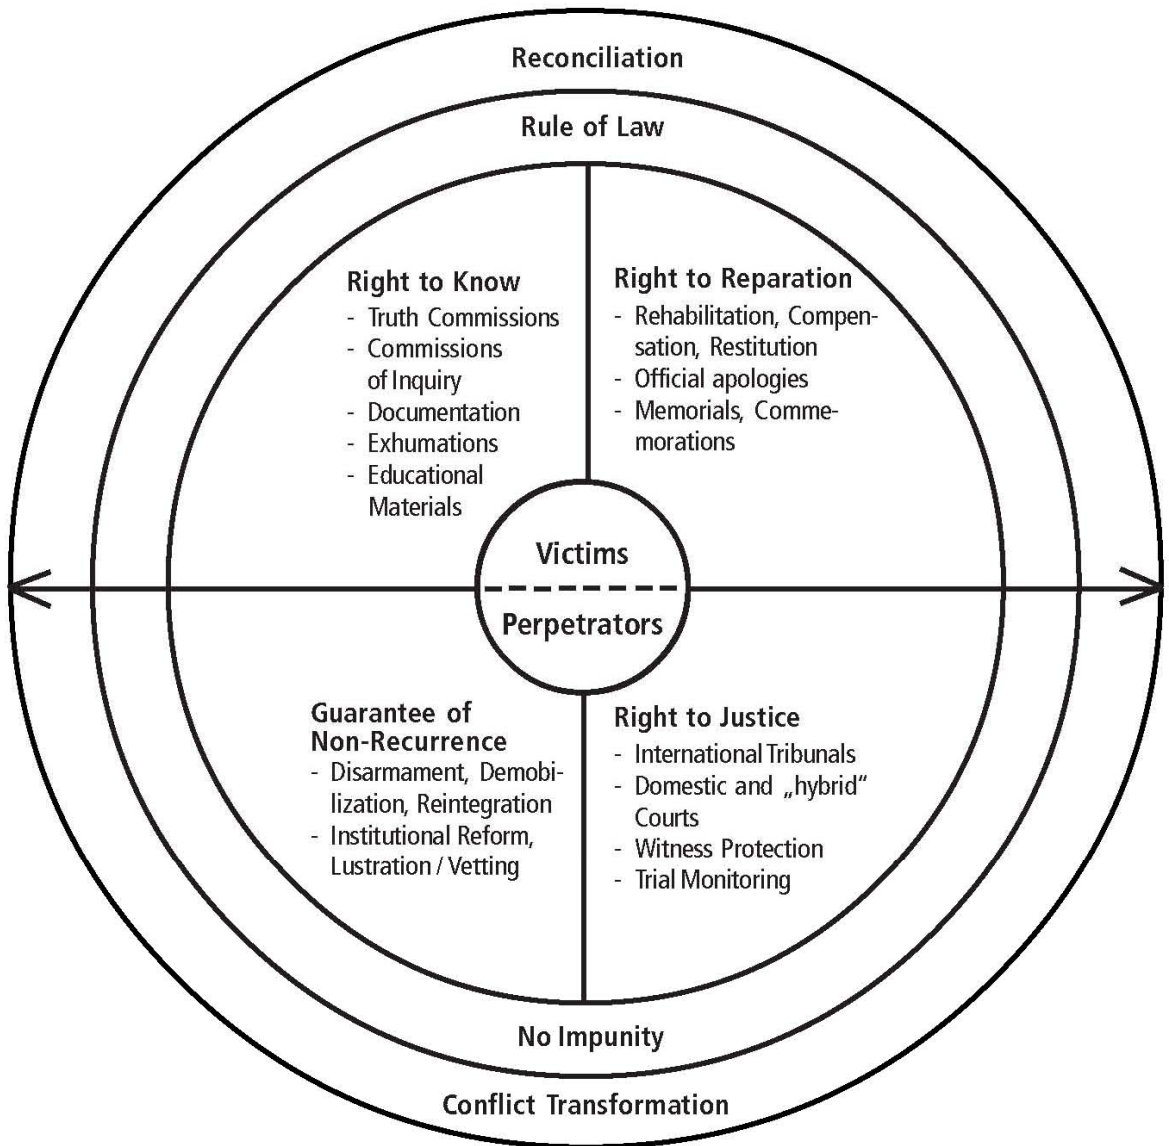 Reconciliation
Rule of Law
Right to Know
- Truth Commissions
- Commissions
of Inquiry
- Documentation
- Exhumations
- Educational
Materials
Right to Reparation
- Rehabilitation, Compen-
sation, Restitution
- Official apologies
- Memorials, Comme-
morations
Victims
Perpetrators
Guarantee of
Non-Recurrence
- Disarmament, Demobi-
lization, Reintegration
- Institutional Reform,
Lustration / Vetting
Right to Justice
- International Tribunals
- Domestic and „hybrid“
Courts
- Witness Protection
- Trial Monitoring
No Impunity
Conflict Transformation